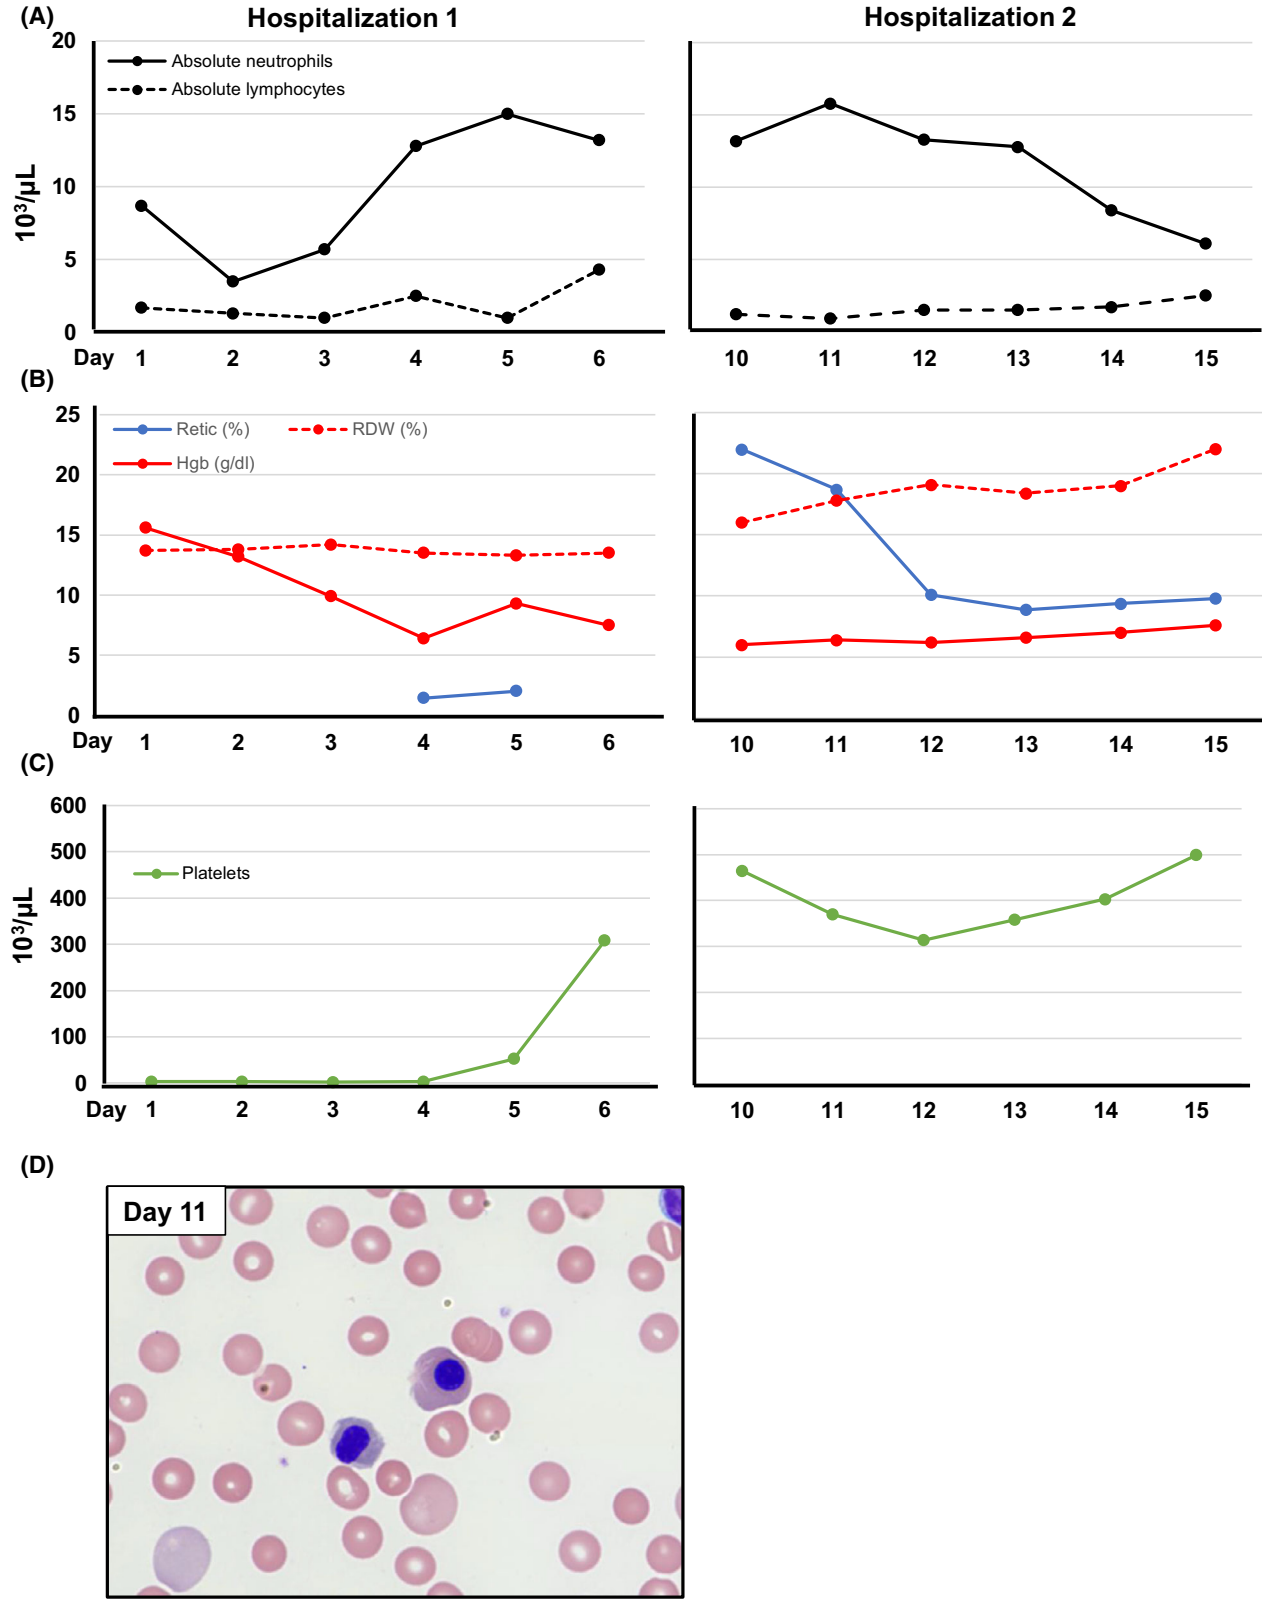 (A)
Hospitalization 1
Hospitalization 2
20
15
10
5
0
10³/µL
Absolute neutrophils
Absolute lymphocytes
Day 1 2 3 4 5 6
10 11 12 13 14 15
(B)
25
20
15
10
5
0
Retic (%)
RDW (%)
Hgb (g/dl)
Day 1 2 3 4 5 6
10 11 12 13 14 15
(C)
600
500
400
300
200
100
0
10³/µL
Platelets
Day 1 2 3 4 5 6
10 11 12 13 14 15
(D)
Day 11